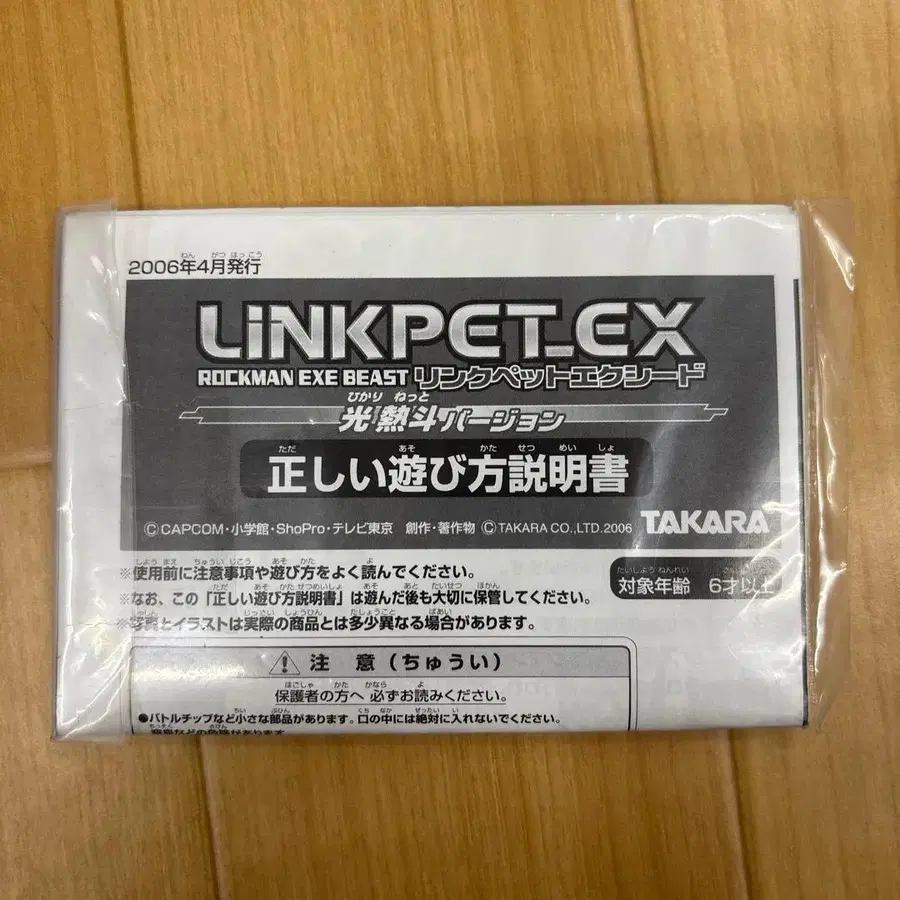 2006年4月発行
LiNKPET_EX
ROCKMAN EXE BEAST リンクペットエクシード
光 熱斗バージョン
正しい遊び方説明書
©CAPCOM・小学館・ShoPro・テレビ東京 創作・著作物 ©TAKARA CO.,LTD.2006 TAKARA
※使用前に注意事項や遊び方をよく読んでください。
対象年齢 6才以上
※なお、この「正しい遊び方説明書」は遊んだ後も大切に保管してください。
※写真とイラストは実際の商品とは多少異なる場合があります。
注意(ちゅうい)
保護者の方へ 必ずお読みください。
●バトルチップなど小さな部品があります。口の中には絶対に入れないでください。